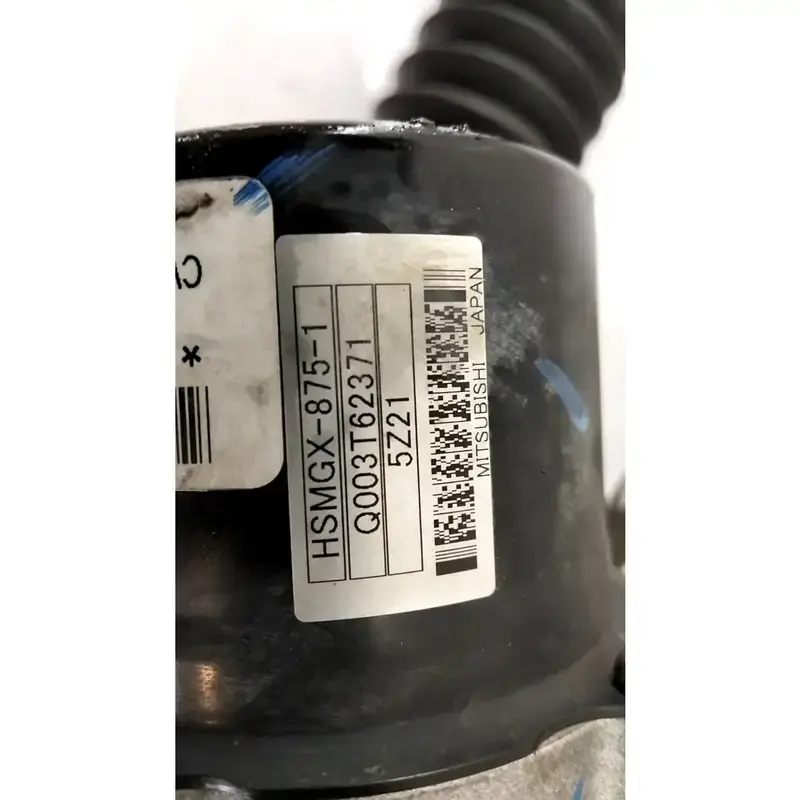 HSMGX-875-1
Q003T62371
5Z21
MITSUBISHI JAPAN
*